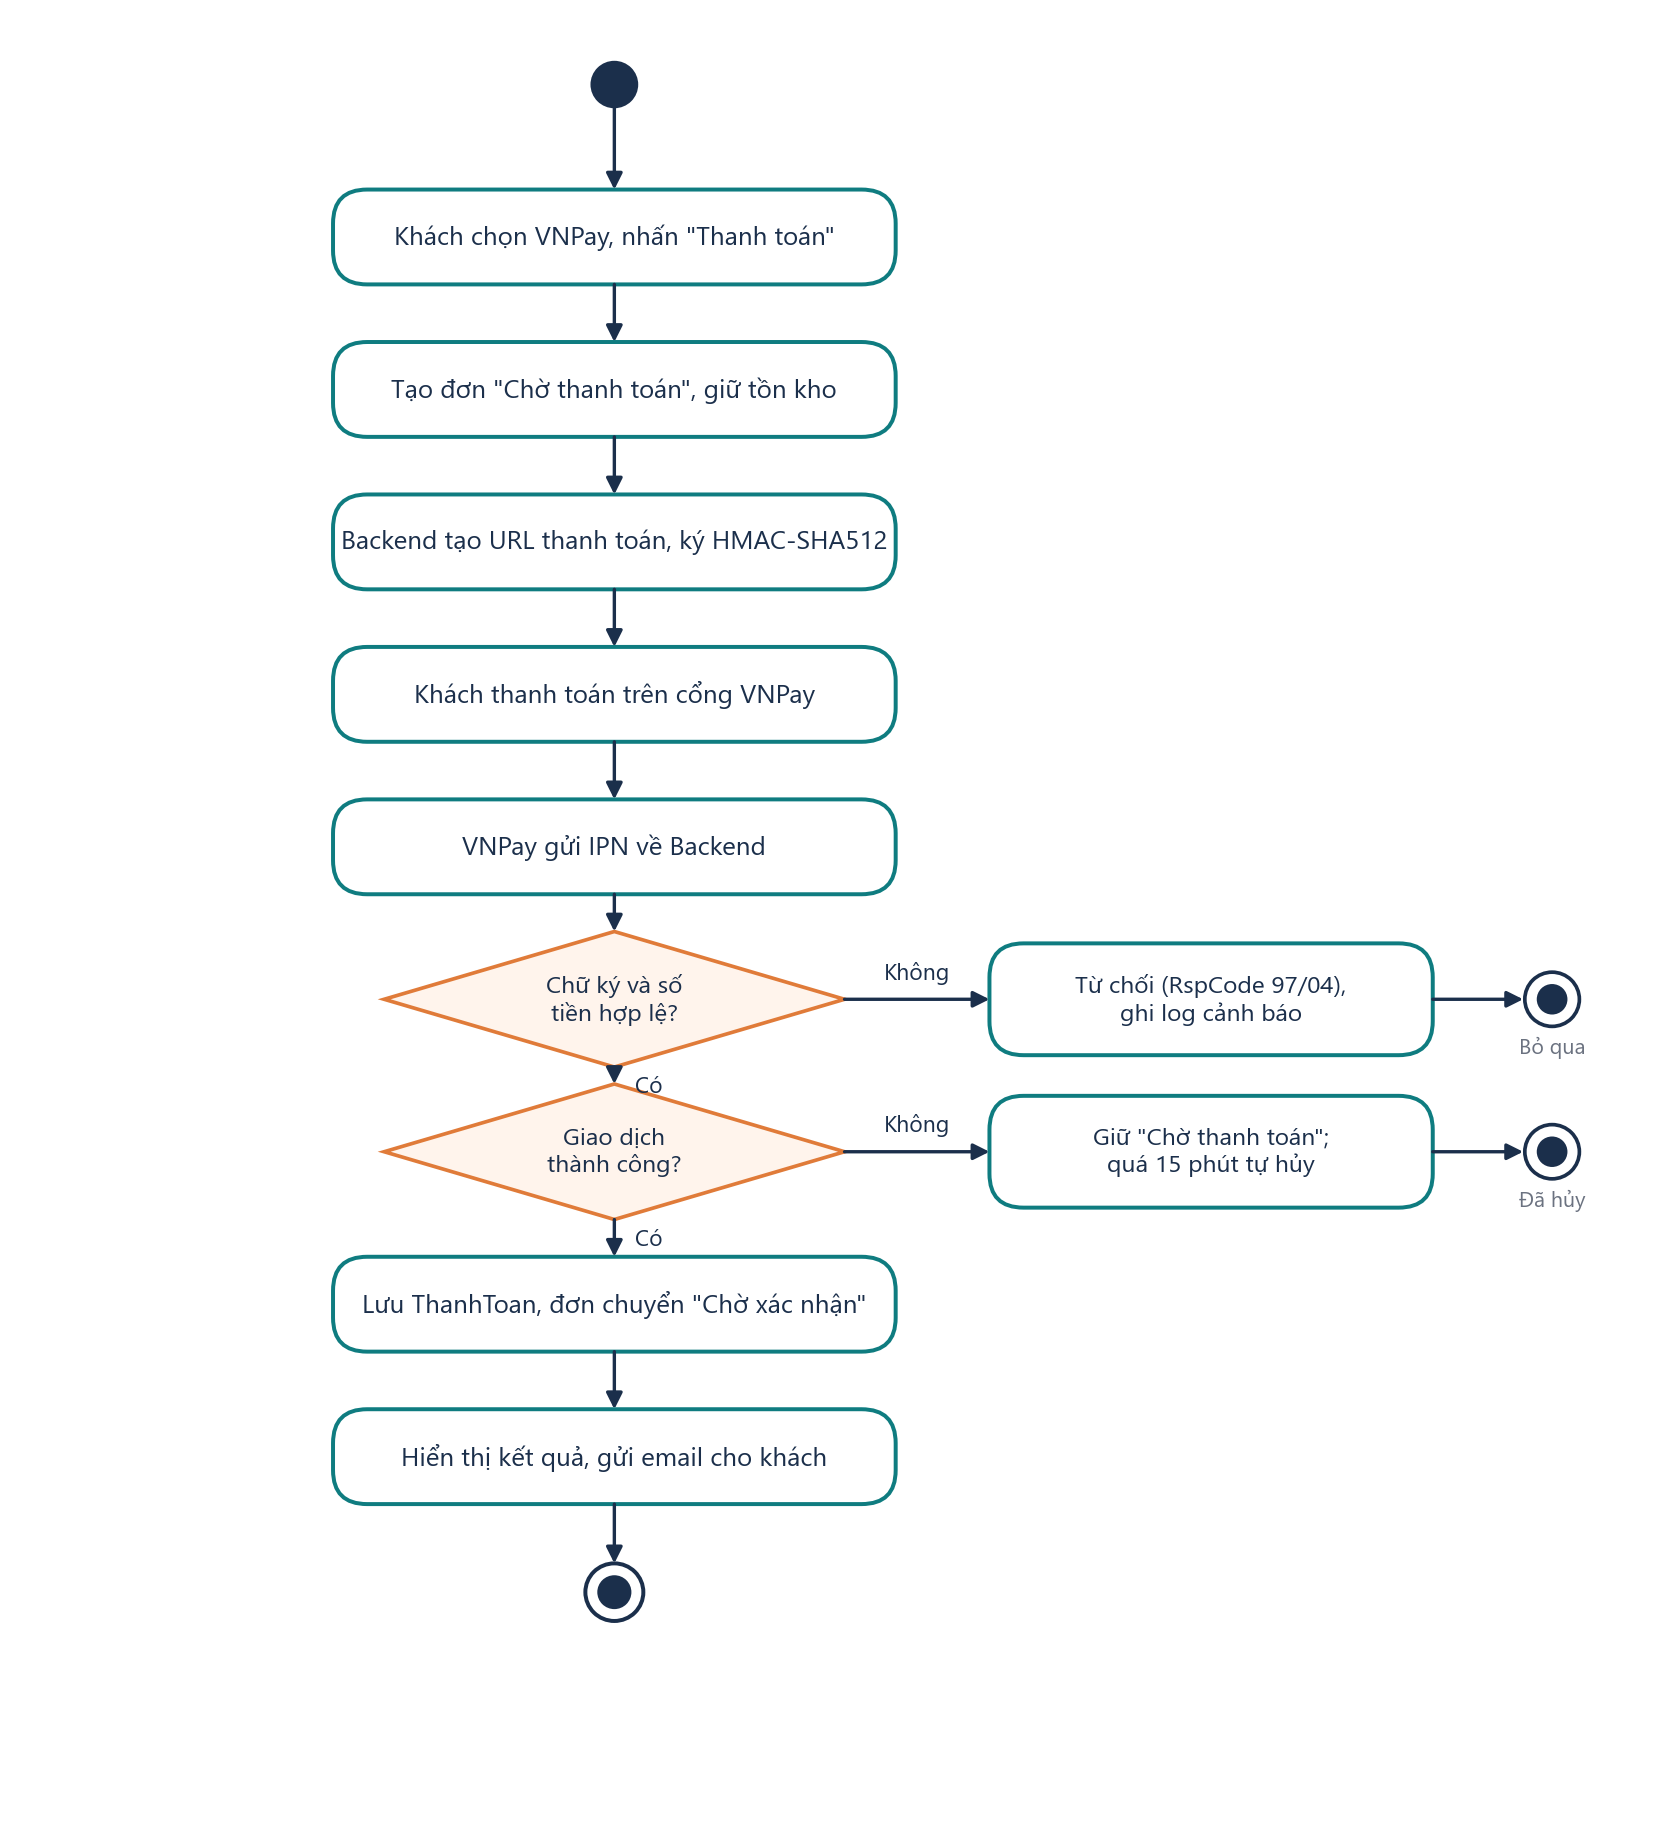 Khách chọn VNPay, nhấn "Thanh toán"
Tạo đơn "Chờ thanh toán", giữ tồn kho
Backend tạo URL thanh toán, ký HMAC-SHA512
Khách thanh toán trên cổng VNPay
VNPay gửi IPN về Backend
Chữ ký và số
tiền hợp lệ?
Không
Từ chối (RspCode 97/04),
ghi log cảnh báo
Bỏ qua
Có
Giao dịch
thành công?
Không
Giữ "Chờ thanh toán";
quá 15 phút tự hủy
Đã hủy
Có
Lưu ThanhToan, đơn chuyển "Chờ xác nhận"
Hiển thị kết quả, gửi email cho khách